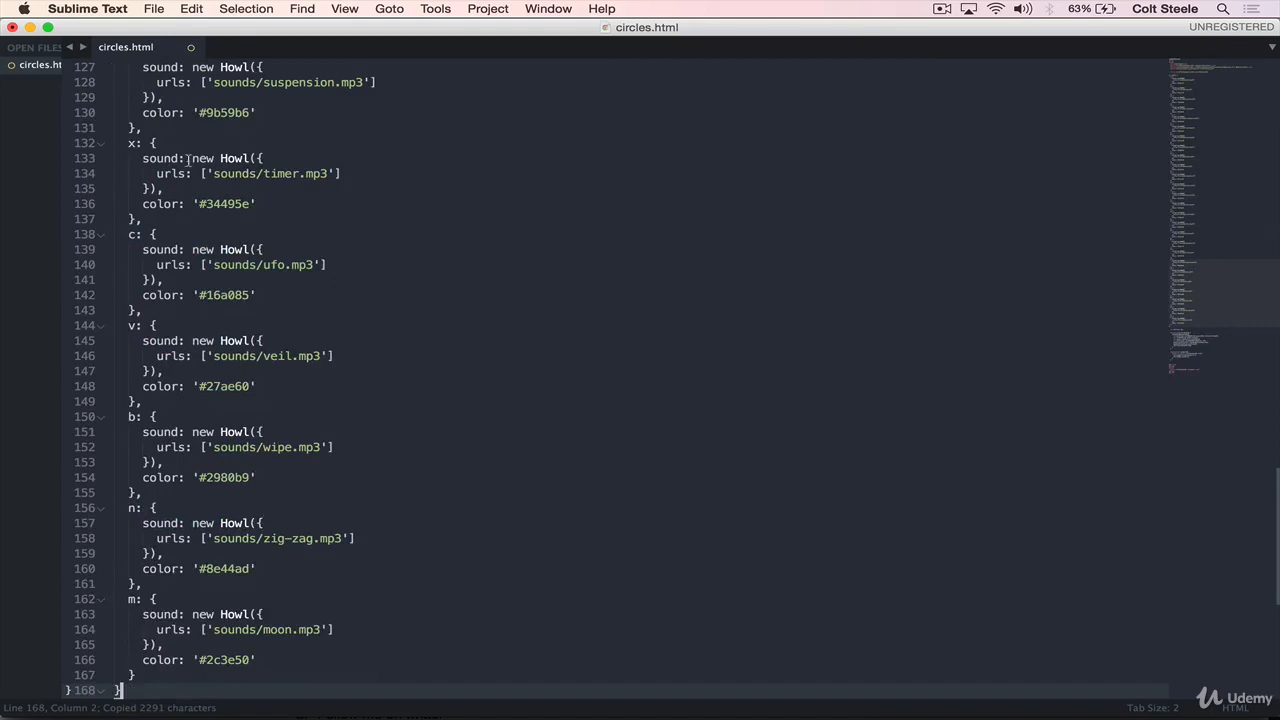 Sublime Text File Edit Selection Find View Goto Tools Project Window Help 63% Colt Steele
circles.html UNREGISTERED
OPEN FILES circles.html
circles.html
127 sound: new Howl({
128 urls: ['sounds/suspension.mp3']
129 }),
130 color: '#9b59b6'
131 },
132 x: {
133 sound: new Howl({
134 urls: ['sounds/timer.mp3']
135 }),
136 color: '#34495e'
137 },
138 c: {
139 sound: new Howl({
140 urls: ['sounds/ufo.mp3']
141 }),
142 color: '#16a085'
143 },
144 v: {
145 sound: new Howl({
146 urls: ['sounds/veil.mp3']
147 }),
148 color: '#27ae60'
149 },
150 b: {
151 sound: new Howl({
152 urls: ['sounds/wipe.mp3']
153 }),
154 color: '#2980b9'
155 },
156 n: {
157 sound: new Howl({
158 urls: ['sounds/zig-zag.mp3']
159 }),
160 color: '#8e44ad'
161 },
162 m: {
163 sound: new Howl({
164 urls: ['sounds/moon.mp3']
165 }),
166 color: '#2c3e50'
167 }
} 168 }
Line 168, Column 2; Copied 2291 characters Tab Size: 2 HTML
Udemy